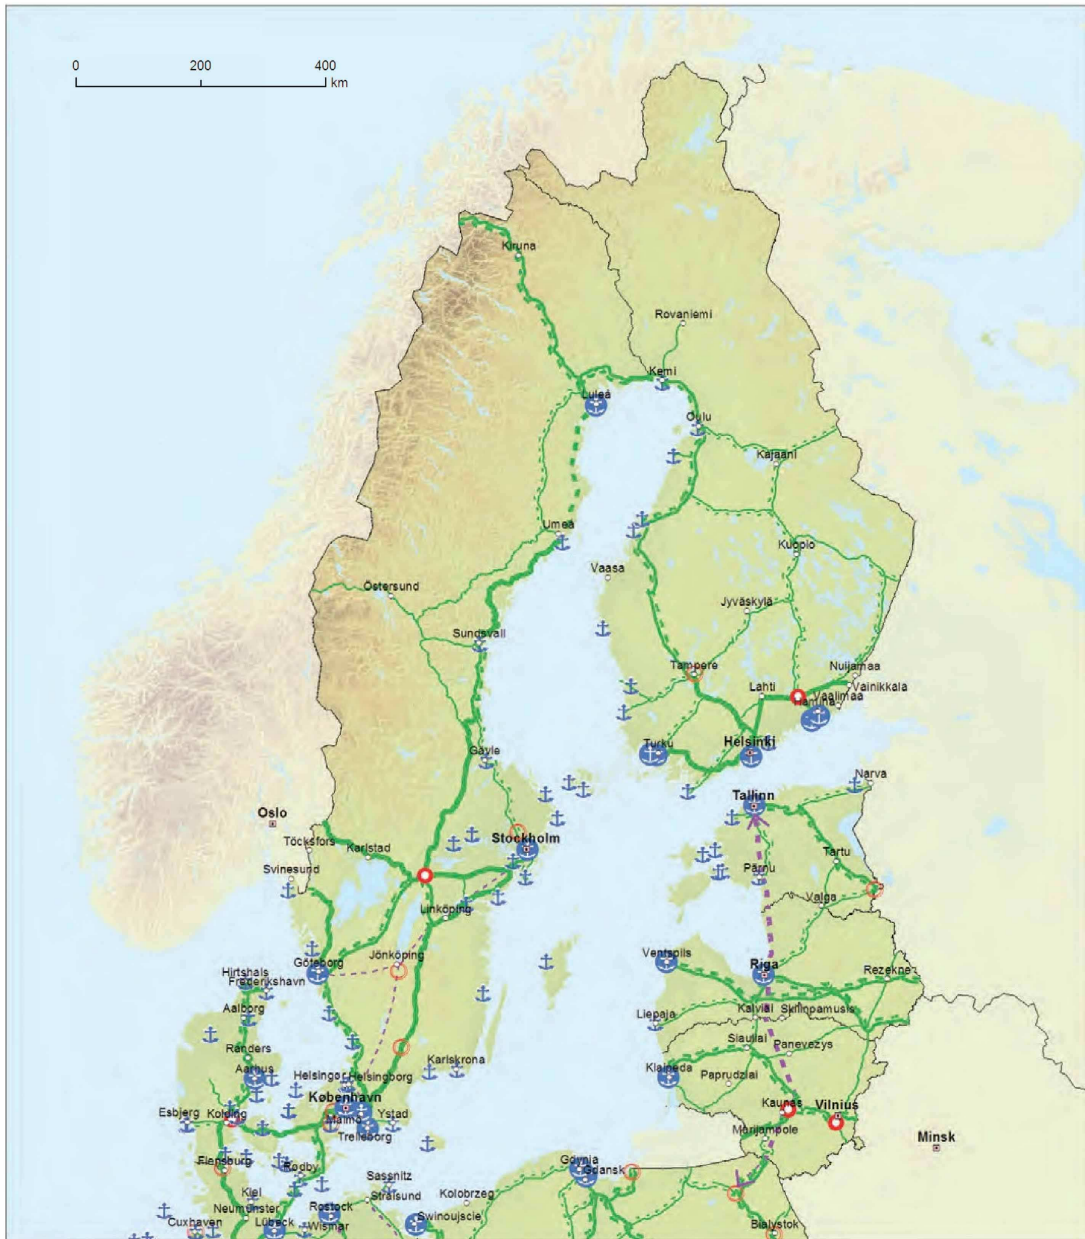 0
200
400
km
Kiruna
Rovaniemi
Kemi
Luleå
Oulu
Kajaani
Umeå
Kuopio
Vaasa
Östersund
Jyväskylä
Sundsvall
Tampere
Nuijamaa
Lahti
Vainikkala
Vaalimaa
Hamina
Turku
Helsinki
Gävle
Narva
Tallinn
Oslo
Töcksfors
Stockholm
Karlstad
Tartu
Svinesund
Pärnu
Valga
Linköping
Jönköping
Ventspils
Göteborg
Riga
Rezekne
Hirtshals
Frederikshavn
Aalborg
Liepaja
Kalviai
Skilinpamusis
Siauliai
Panevezys
Randers
Karlskrona
Aarhus
Klaipeda
Helsingør
Helsingborg
Paprudziai
København
Kaunas
Vilnius
Esbjerg
Kolding
Malmö
Ystad
Trelleborg
Marijampole
Minsk
Flensburg
Rødby
Gdynia
Gdansk
Sassnitz
Kiel
Stralsund
Kolobrzeg
Neumünster
Rostock
Cuxhaven
Lübeck
Wismar
Swinoujscie
Bialystok